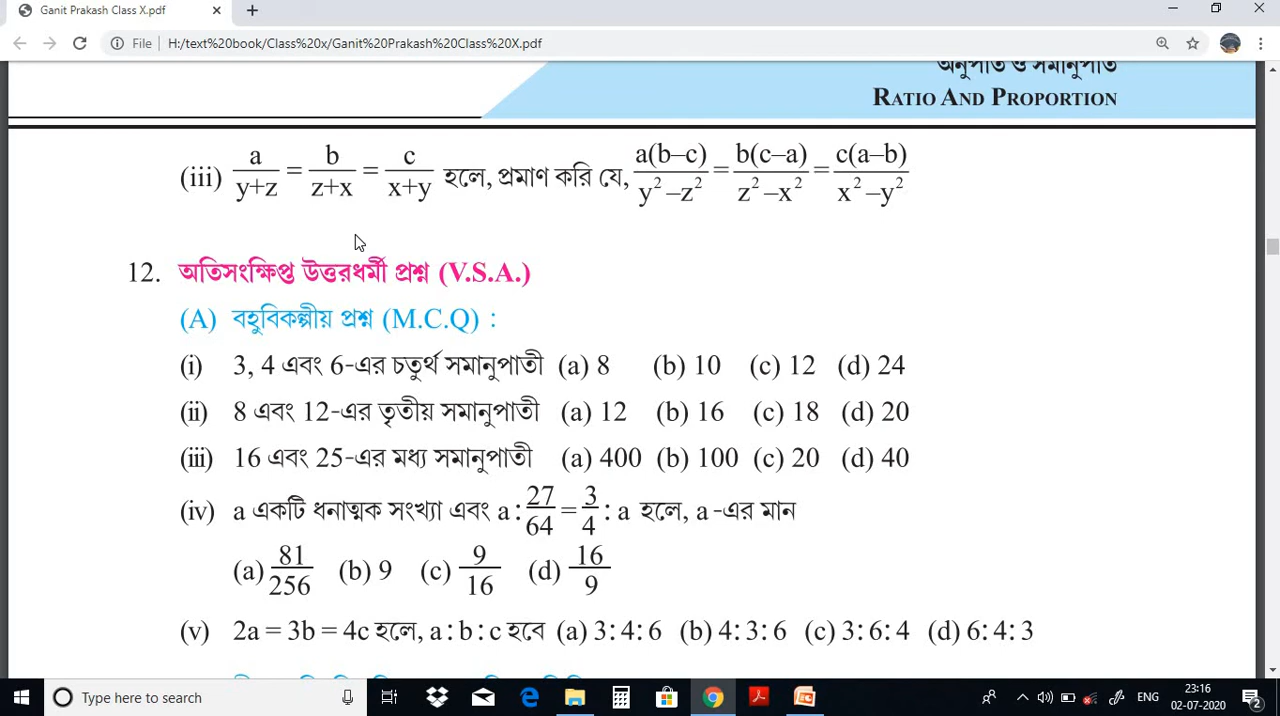 Ganit Prakash Class X.pdf
File | H:/text%20book/Class%20x/Ganit%20Prakash%20Class%20X.pdf
অনুপাত ও সমানুপাত
RATIO AND PROPORTION
(iii) a/(y+z) = b/(z+x) = c/(x+y) হলে, প্রমাণ করি যে, a(b–c)/(y²–z²) = b(c–a)/(z²–x²) = c(a–b)/(x²–y²)
12. অতিসংক্ষিপ্ত উত্তরধর্মী প্রশ্ন (V.S.A.)
(A) বহুবিকল্পীয় প্রশ্ন (M.C.Q) :
(i) 3, 4 এবং 6-এর চতুর্থ সমানুপাতী (a) 8 (b) 10 (c) 12 (d) 24
(ii) 8 এবং 12-এর তৃতীয় সমানুপাতী (a) 12 (b) 16 (c) 18 (d) 20
(iii) 16 এবং 25-এর মধ্য সমানুপাতী (a) 400 (b) 100 (c) 20 (d) 40
(iv) a একটি ধনাত্মক সংখ্যা এবং a : 27/64 = 3/4 : a হলে, a -এর মান
(a) 81/256 (b) 9 (c) 9/16 (d) 16/9
(v) 2a = 3b = 4c হলে, a : b : c হবে (a) 3 : 4 : 6 (b) 4 : 3 : 6 (c) 3 : 6 : 4 (d) 6 : 4 : 3
Type here to search
ENG
23:16
02-07-2020
2